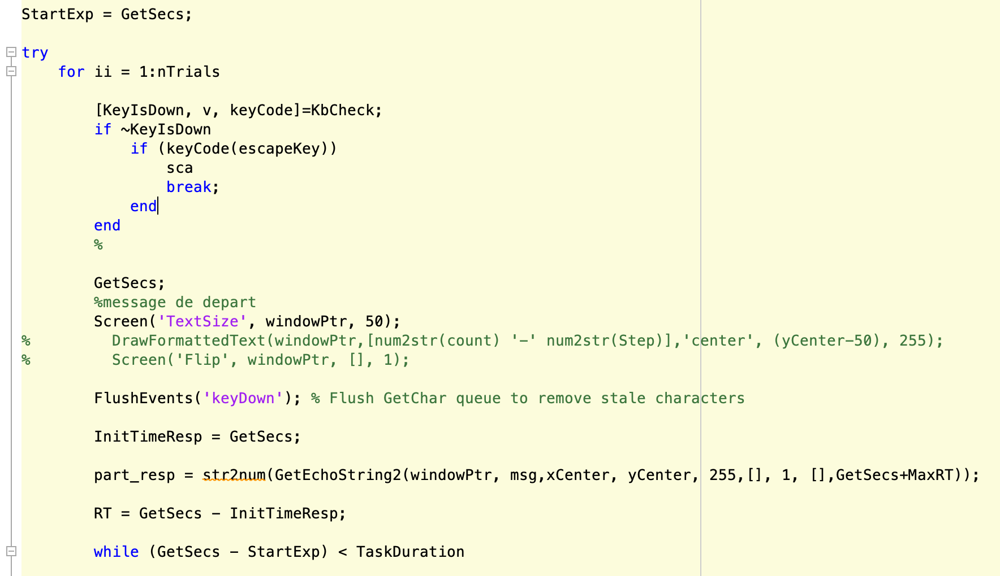 StartExp = GetSecs;
try
for ii = 1:nTrials
[KeyIsDown, v, keyCode]=KbCheck;
if ~KeyIsDown
if (keyCode(escapeKey))
sca
break;
end
end
%
GetSecs;
%message de depart
Screen('TextSize', windowPtr, 50);
% DrawFormattedText(windowPtr,[num2str(count) '-' num2str(Step)],'center', (yCenter-50), 255);
% Screen('Flip', windowPtr, [], 1);
FlushEvents('keyDown'); % Flush GetChar queue to remove stale characters
InitTimeResp = GetSecs;
part_resp = str2num(GetEchoString2(windowPtr, msg,xCenter, yCenter, 255,[], 1, [],GetSecs+MaxRT));
RT = GetSecs - InitTimeResp;
while (GetSecs - StartExp) < TaskDuration